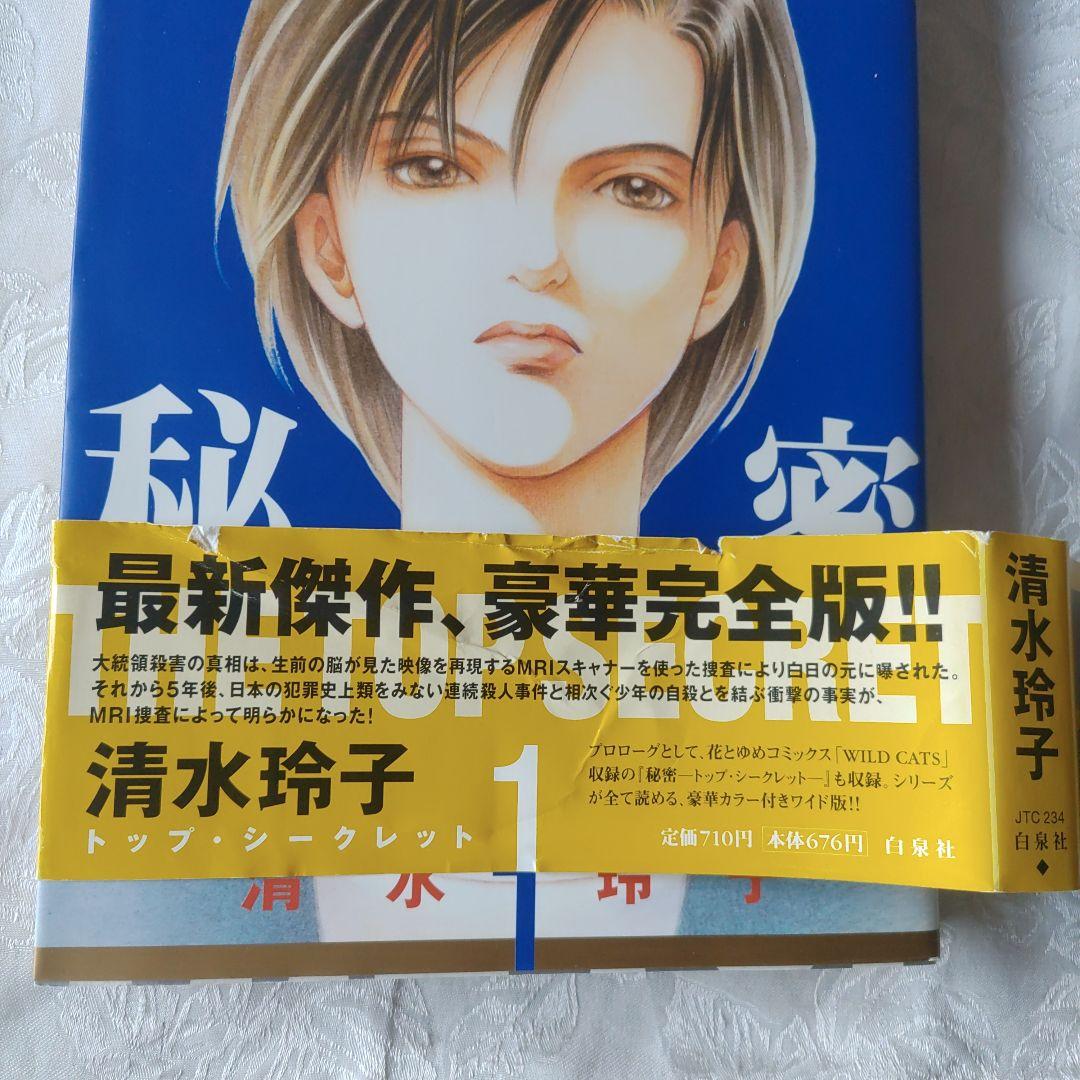 秘密
最新傑作、豪華完全版!!
THE TOP SECRET
大統領殺害の真相は、生前の脳が見た映像を再現するMRIスキャナーを使った捜査により白日の元に曝された。
それから5年後、日本の犯罪史上類をみない連続殺人事件と相次ぐ少年の自殺とを結ぶ衝撃の事実が、
MRI捜査によって明らかになった!
清水玲子
トップ・シークレット
1
プロローグとして、花とゆめコミックス「WILD CATS」
収録の『秘密―トップ・シークレット―』も収録。シリーズ
が全て読める、豪華カラー付きワイド版!!
定価710円 本体676円 白泉社
清水玲子
清水玲子
JTC 234
白泉社